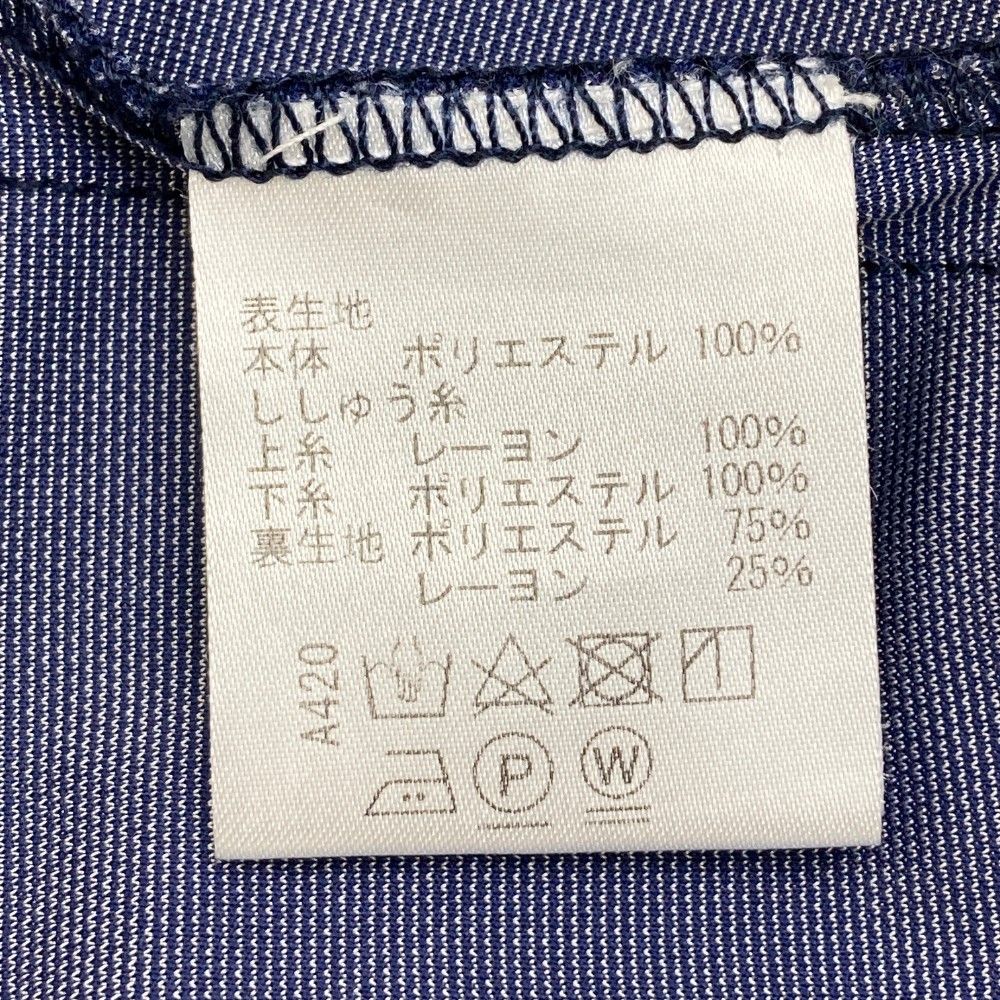 表生地
本体 ポリエステル 100%
ししゅう糸
上糸 レーヨン 100%
下糸 ポリエステル 100%
裏生地 ポリエステル 75%
レーヨン 25%
A420
P
W